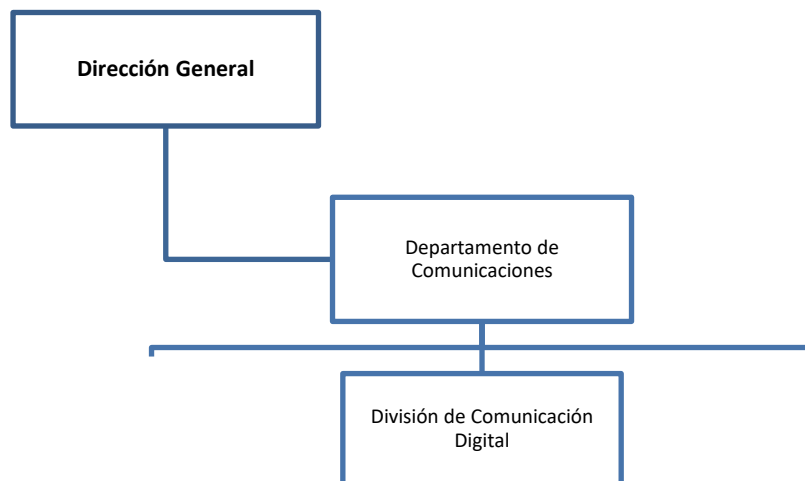 Dirección General
Departamento de
Comunicaciones
División de Comunicación
Digital